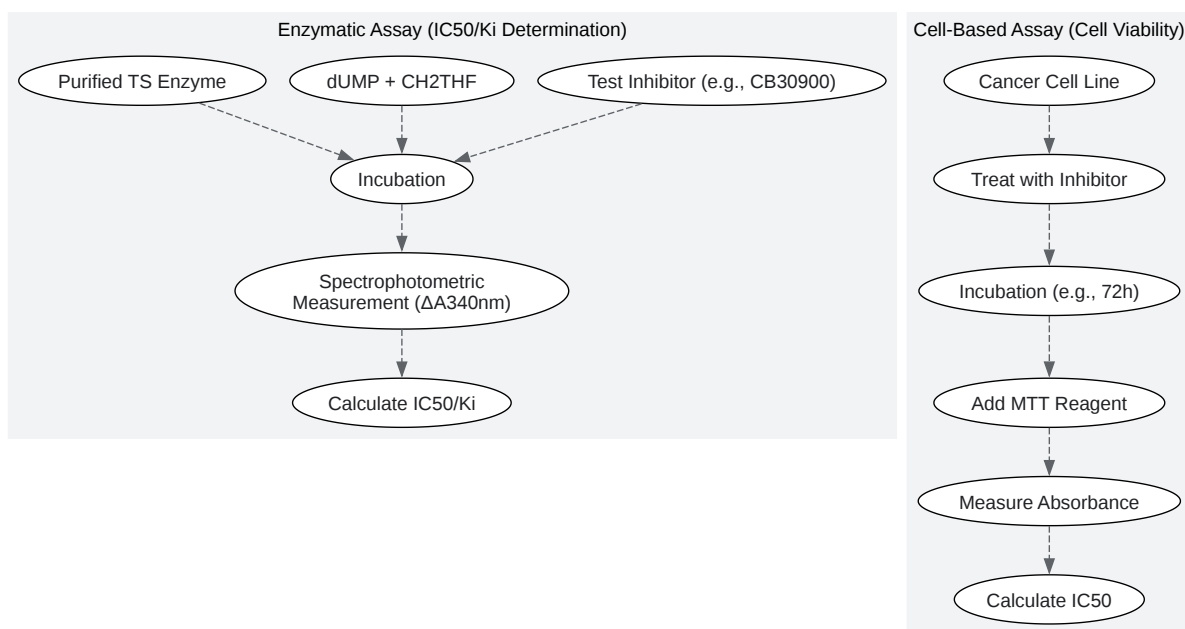 Enzymatic Assay (IC50/Ki Determination)
Purified TS Enzyme
dUMP + CH2THF
Test Inhibitor (e.g., CB30900)
Incubation
Spectrophotometric
Measurement (ΔA340nm)
Calculate IC50/Ki
Cell-Based Assay (Cell Viability)
Cancer Cell Line
Treat with Inhibitor
Incubation (e.g., 72h)
Add MTT Reagent
Measure Absorbance
Calculate IC50